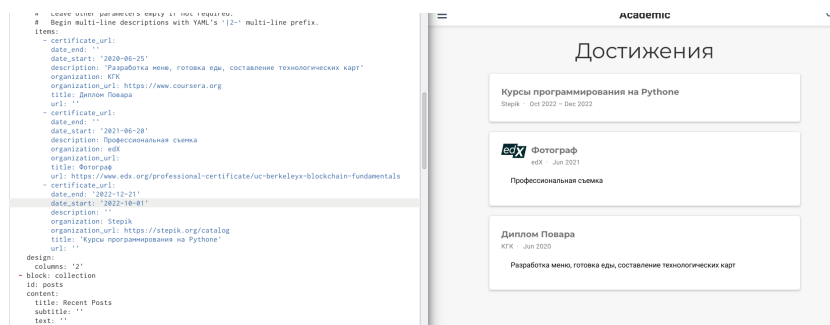 # Leave other parameters empty if not required.
# Begin multi-line descriptions with YAML's '|2-' multi-line prefix.
items:
- certificate_url:
date_end: ''
date_start: '2020-06-25'
description: 'Разработка меню, готовка еды, составление технологических карт'
organization: КГК
organization_url: https://www.coursera.org
title: Диплом Повара
url: ''
- certificate_url:
date_end: ''
date_start: '2021-06-20'
description: Профессиональная съемка
organization: edX
organization_url:
title: Фотограф
url: https://www.edx.org/professional-certificate/uc-berkeleyx-blockchain-fundamentals
- certificate_url:
date_end: '2022-12-21'
date_start: '2022-10-01'
description: ''
organization: Stepik
organization_url: https://stepik.org/catalog
title: 'Курсы программирования на Pythone'
url: ''
design:
columns: '2'
- block: collection
id: posts
content:
title: Recent Posts
subtitle: ''
text: ''
Academic
Достижения
Курсы программирования на Pythone
Stepik · Oct 2022 – Dec 2022
edX Фотограф
edX · Jun 2021
Профессиональная съемка
Диплом Повара
КГК · Jun 2020
Разработка меню, готовка еды, составление технологических карт